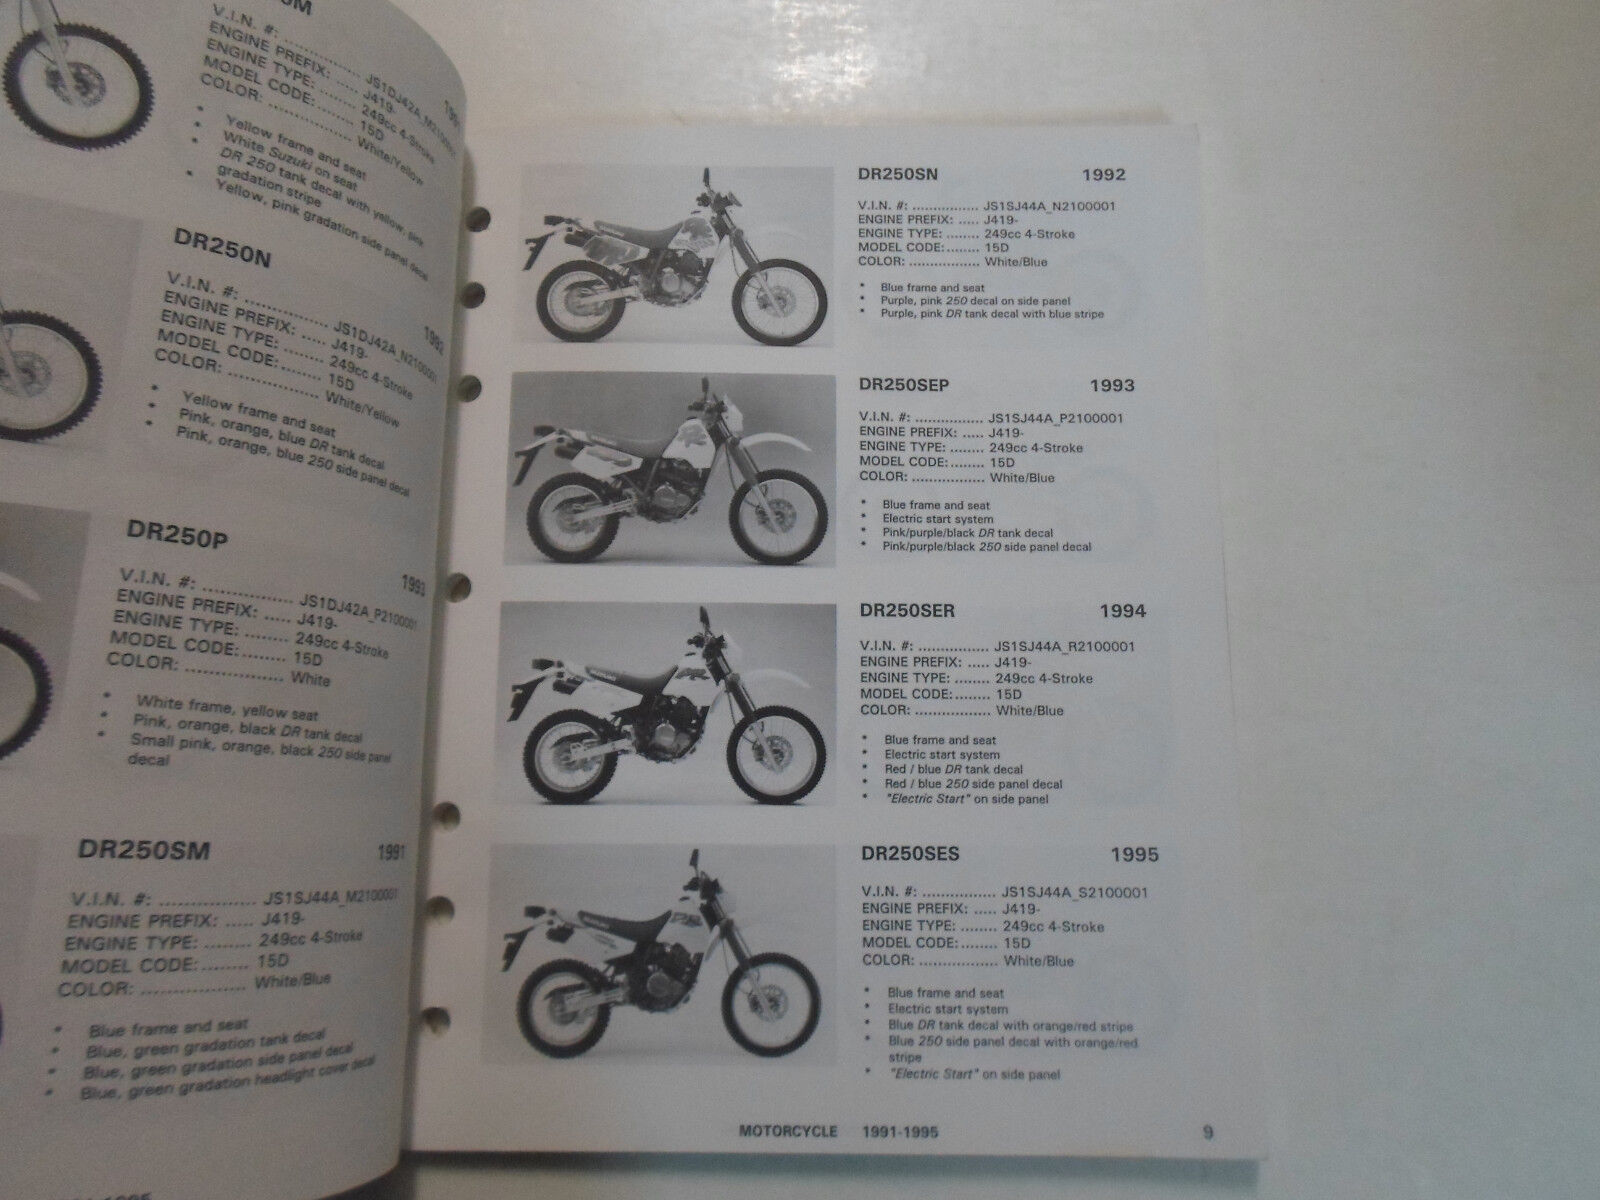 V.I.N. #: ................ JS1DJ42A_M2100001
ENGINE PREFIX: ..... J419-
ENGINE TYPE: ........ 249cc 4-Stroke
MODEL CODE: ........ 15D
COLOR: ................. White/Yellow
* Yellow frame and seat
* White Suzuki on seat
* DR 250 tank decal with yellow, pink
gradation stripe
* Yellow, pink gradation side panel decal
DR250N 1992
V.I.N. #: ................ JS1DJ42A_N2100001
ENGINE PREFIX: ..... J419-
ENGINE TYPE: ........ 249cc 4-Stroke
MODEL CODE: ........ 15D
COLOR: ................. White/Yellow
* Yellow frame and seat
* Pink, orange, blue DR tank decal
* Pink, orange, blue 250 side panel decal
DR250P 1993
V.I.N. #: ................ JS1DJ42A_P2100001
ENGINE PREFIX: ..... J419-
ENGINE TYPE: ........ 249cc 4-Stroke
MODEL CODE: ........ 15D
COLOR: ................. White
* White frame, yellow seat
* Pink, orange, black DR tank decal
* Small pink, orange, black 250 side panel
decal
DR250SM 1991
V.I.N. #: ................ JS1SJ44A_M2100001
ENGINE PREFIX: ..... J419-
ENGINE TYPE: ........ 249cc 4-Stroke
MODEL CODE: ........ 15D
COLOR: ................. White/Blue
* Blue frame and seat
* Blue, green gradation tank decal
* Blue, green gradation side panel decal
* Blue, green gradation headlight cover decal
DR250SN 1992
V.I.N. #: ................ JS1SJ44A_N2100001
ENGINE PREFIX: ..... J419-
ENGINE TYPE: ........ 249cc 4-Stroke
MODEL CODE: ........ 15D
COLOR: ................. White/Blue
* Blue frame and seat
* Purple, pink 250 decal on side panel
* Purple, pink DR tank decal with blue stripe
DR250SEP 1993
V.I.N. #: ................ JS1SJ44A_P2100001
ENGINE PREFIX: ..... J419-
ENGINE TYPE: ........ 249cc 4-Stroke
MODEL CODE: ........ 15D
COLOR: ................. White/Blue
* Blue frame and seat
* Electric start system
* Pink/purple/black DR tank decal
* Pink/purple/black 250 side panel decal
DR250SER 1994
V.I.N. #: ................ JS1SJ44A_R2100001
ENGINE PREFIX: ..... J419-
ENGINE TYPE: ........ 249cc 4-Stroke
MODEL CODE: ........ 15D
COLOR: ................. White/Blue
* Blue frame and seat
* Electric start system
* Red / blue DR tank decal
* Red / blue 250 side panel decal
* "Electric Start" on side panel
DR250SES 1995
V.I.N. #: ................ JS1SJ44A_S2100001
ENGINE PREFIX: ..... J419-
ENGINE TYPE: ........ 249cc 4-Stroke
MODEL CODE: ........ 15D
COLOR: ................. White/Blue
* Blue frame and seat
* Electric start system
* Blue DR tank decal with orange/red stripe
* Blue 250 side panel decal with orange/red
stripe
* "Electric Start" on side panel
MOTORCYCLE 1991-1995 9